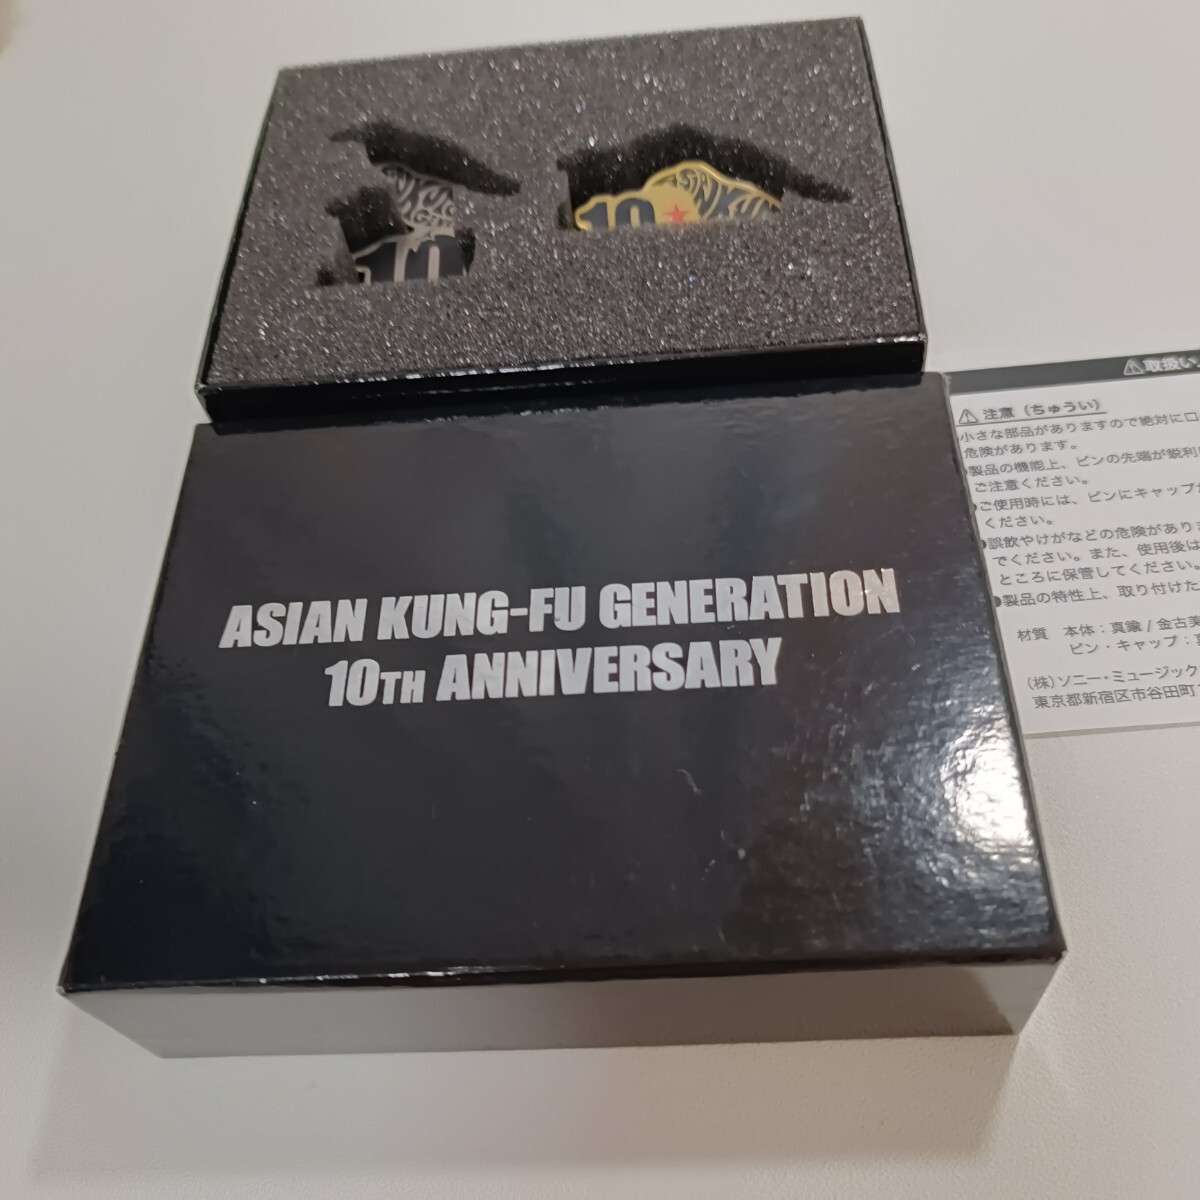 10
10
ASIAN KUNG-FU GENERATION
10TH ANNIVERSARY
取扱い
注意（ちゅうい）
小さな部品がありますので絶対に口
危険があります。
●製品の機能上、ピンの先端が鋭利
ご注意ください。
●ご使用時には、ピンにキャップ
ください。
●誤飲やけがなどの危険があり
でください。また、使用後は
ところに保管してください。
●製品の特性上、取り付けた
材質 本体：真鍮 / 金古美
ピン・キャップ：
（株）ソニー・ミュージック
東京都新宿区市谷田町